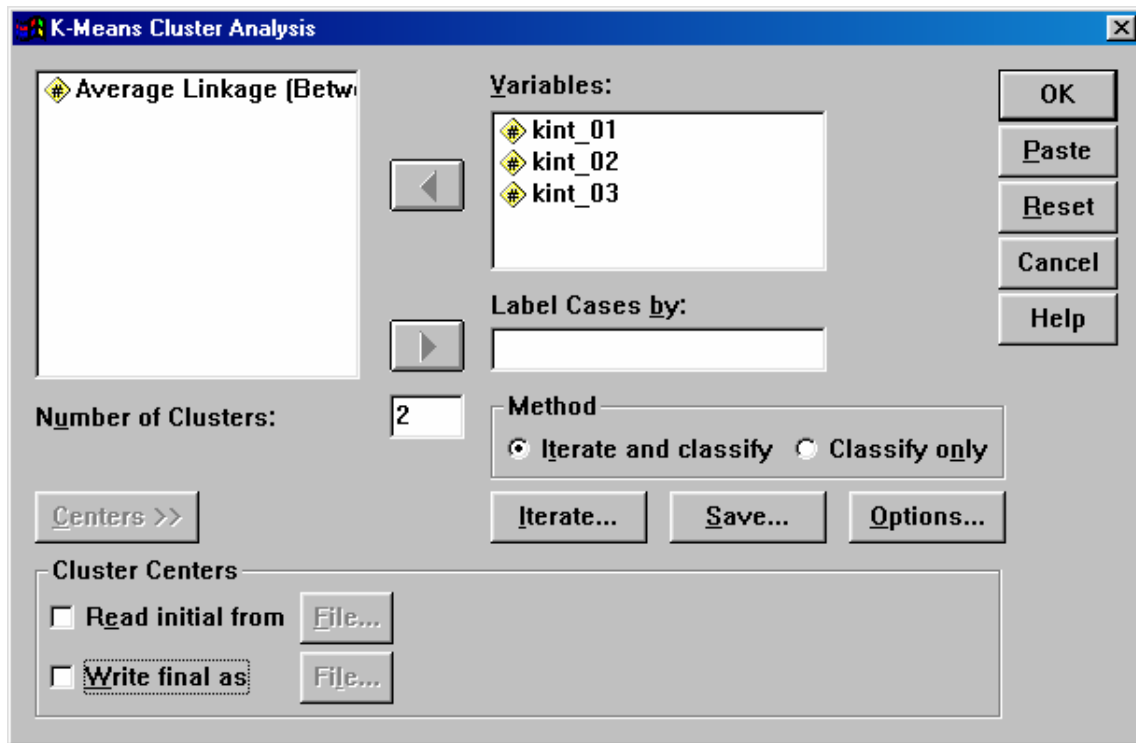 K-Means Cluster Analysis
Average Linkage (Betw
Variables:
kint_01
kint_02
kint_03
OK
Paste
Reset
Cancel
Help
Label Cases by:
Number of Clusters:
2
Method
Iterate and classify
Classify only
Centers >>
Iterate...
Save...
Options...
Cluster Centers
Read initial from
File...
Write final as
File...